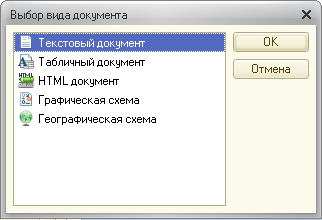 Выбор вида документа
Текстовый документ
Табличный документ
HTML документ
Графическая схема
Географическая схема
OK
Отмена